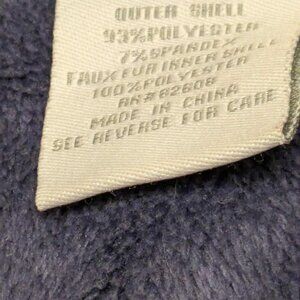 OUTER SHELL
93% POLYESTER
7% SPANDEX
FAUX FUR INNER SHELL
100% POLYESTER
RN#82608
MADE IN CHINA
SEE REVERSE FOR CARE